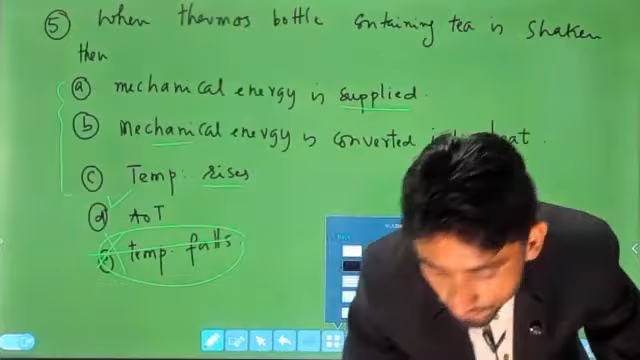 ⑤ When thermos bottle containing tea is shaken
then
ⓐ mechanical energy is supplied.
ⓑ Mechanical energy is converted heat.
ⓒ Temp: rises
ⓓ AOT
temp: falls.